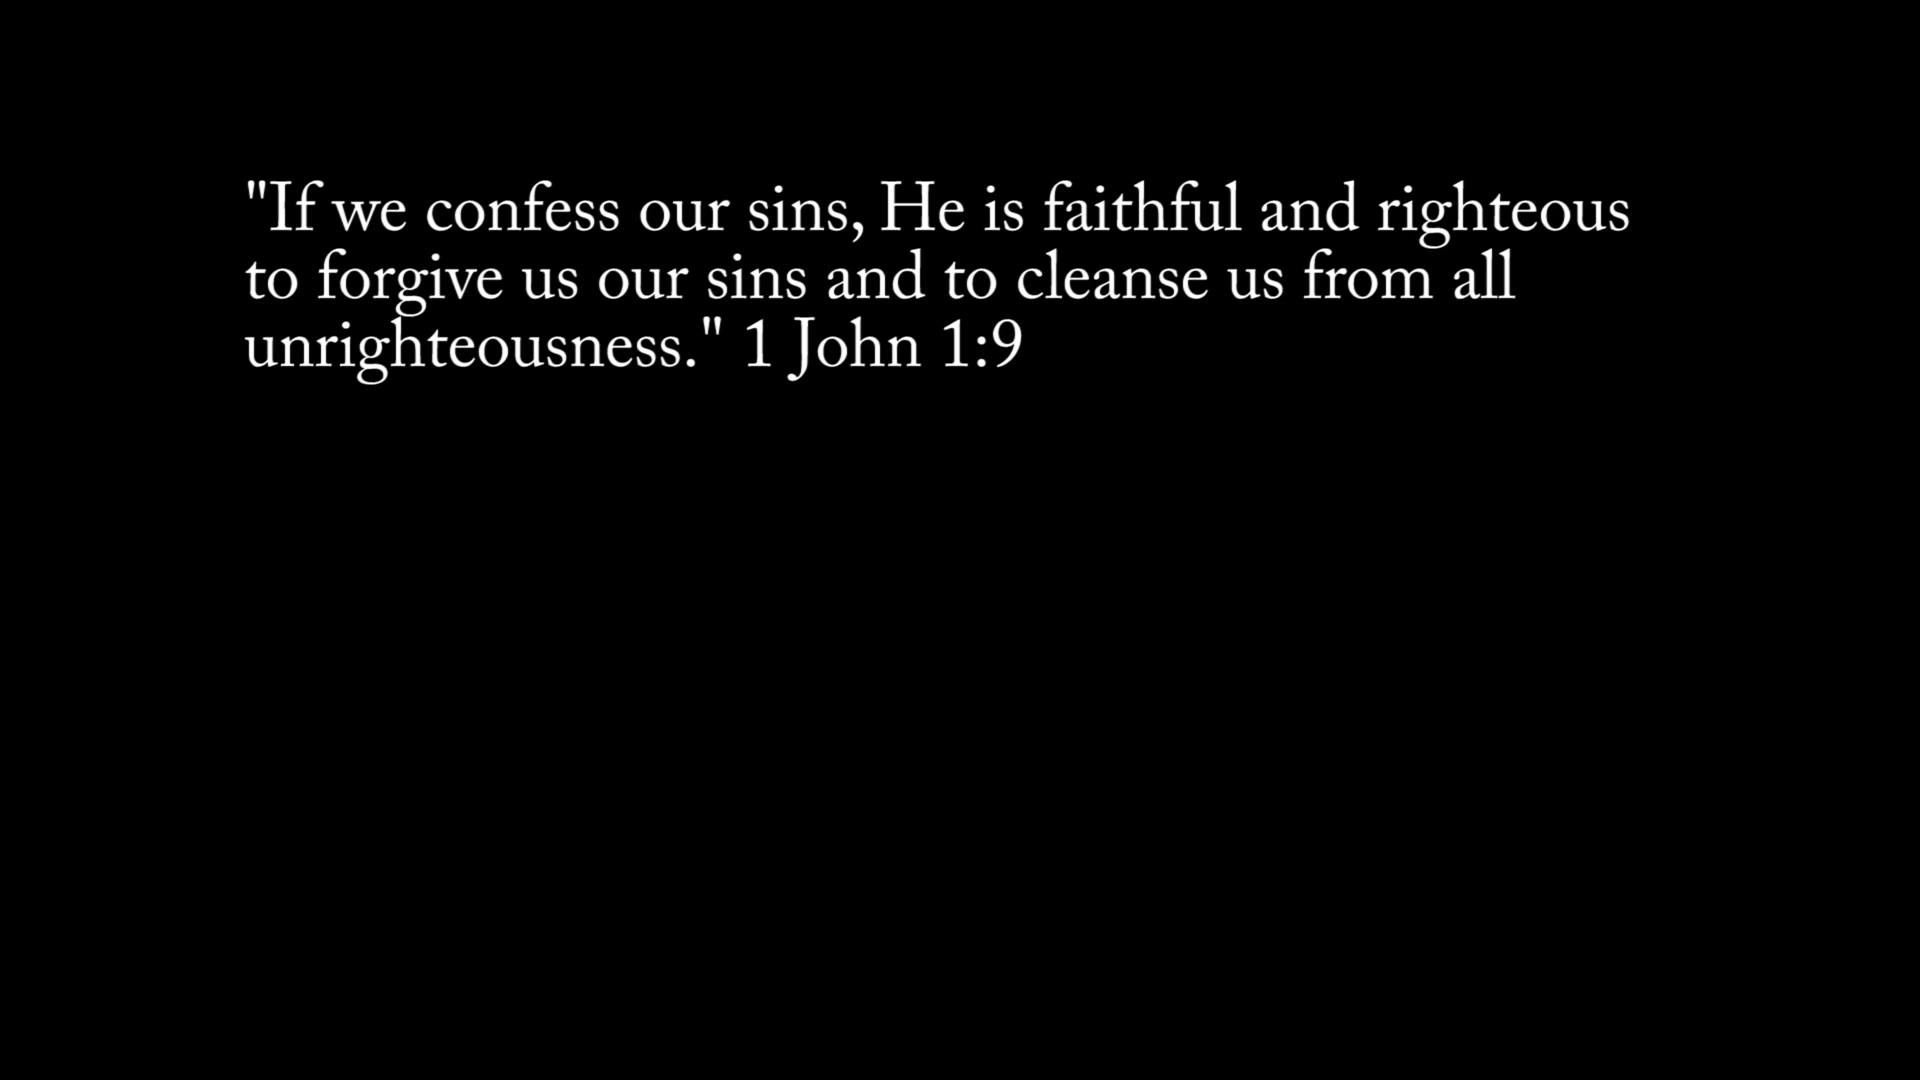 "If we confess our sins, He is faithful and righteous
to forgive us our sins and to cleanse us from all
unrighteousness." 1 John 1:9